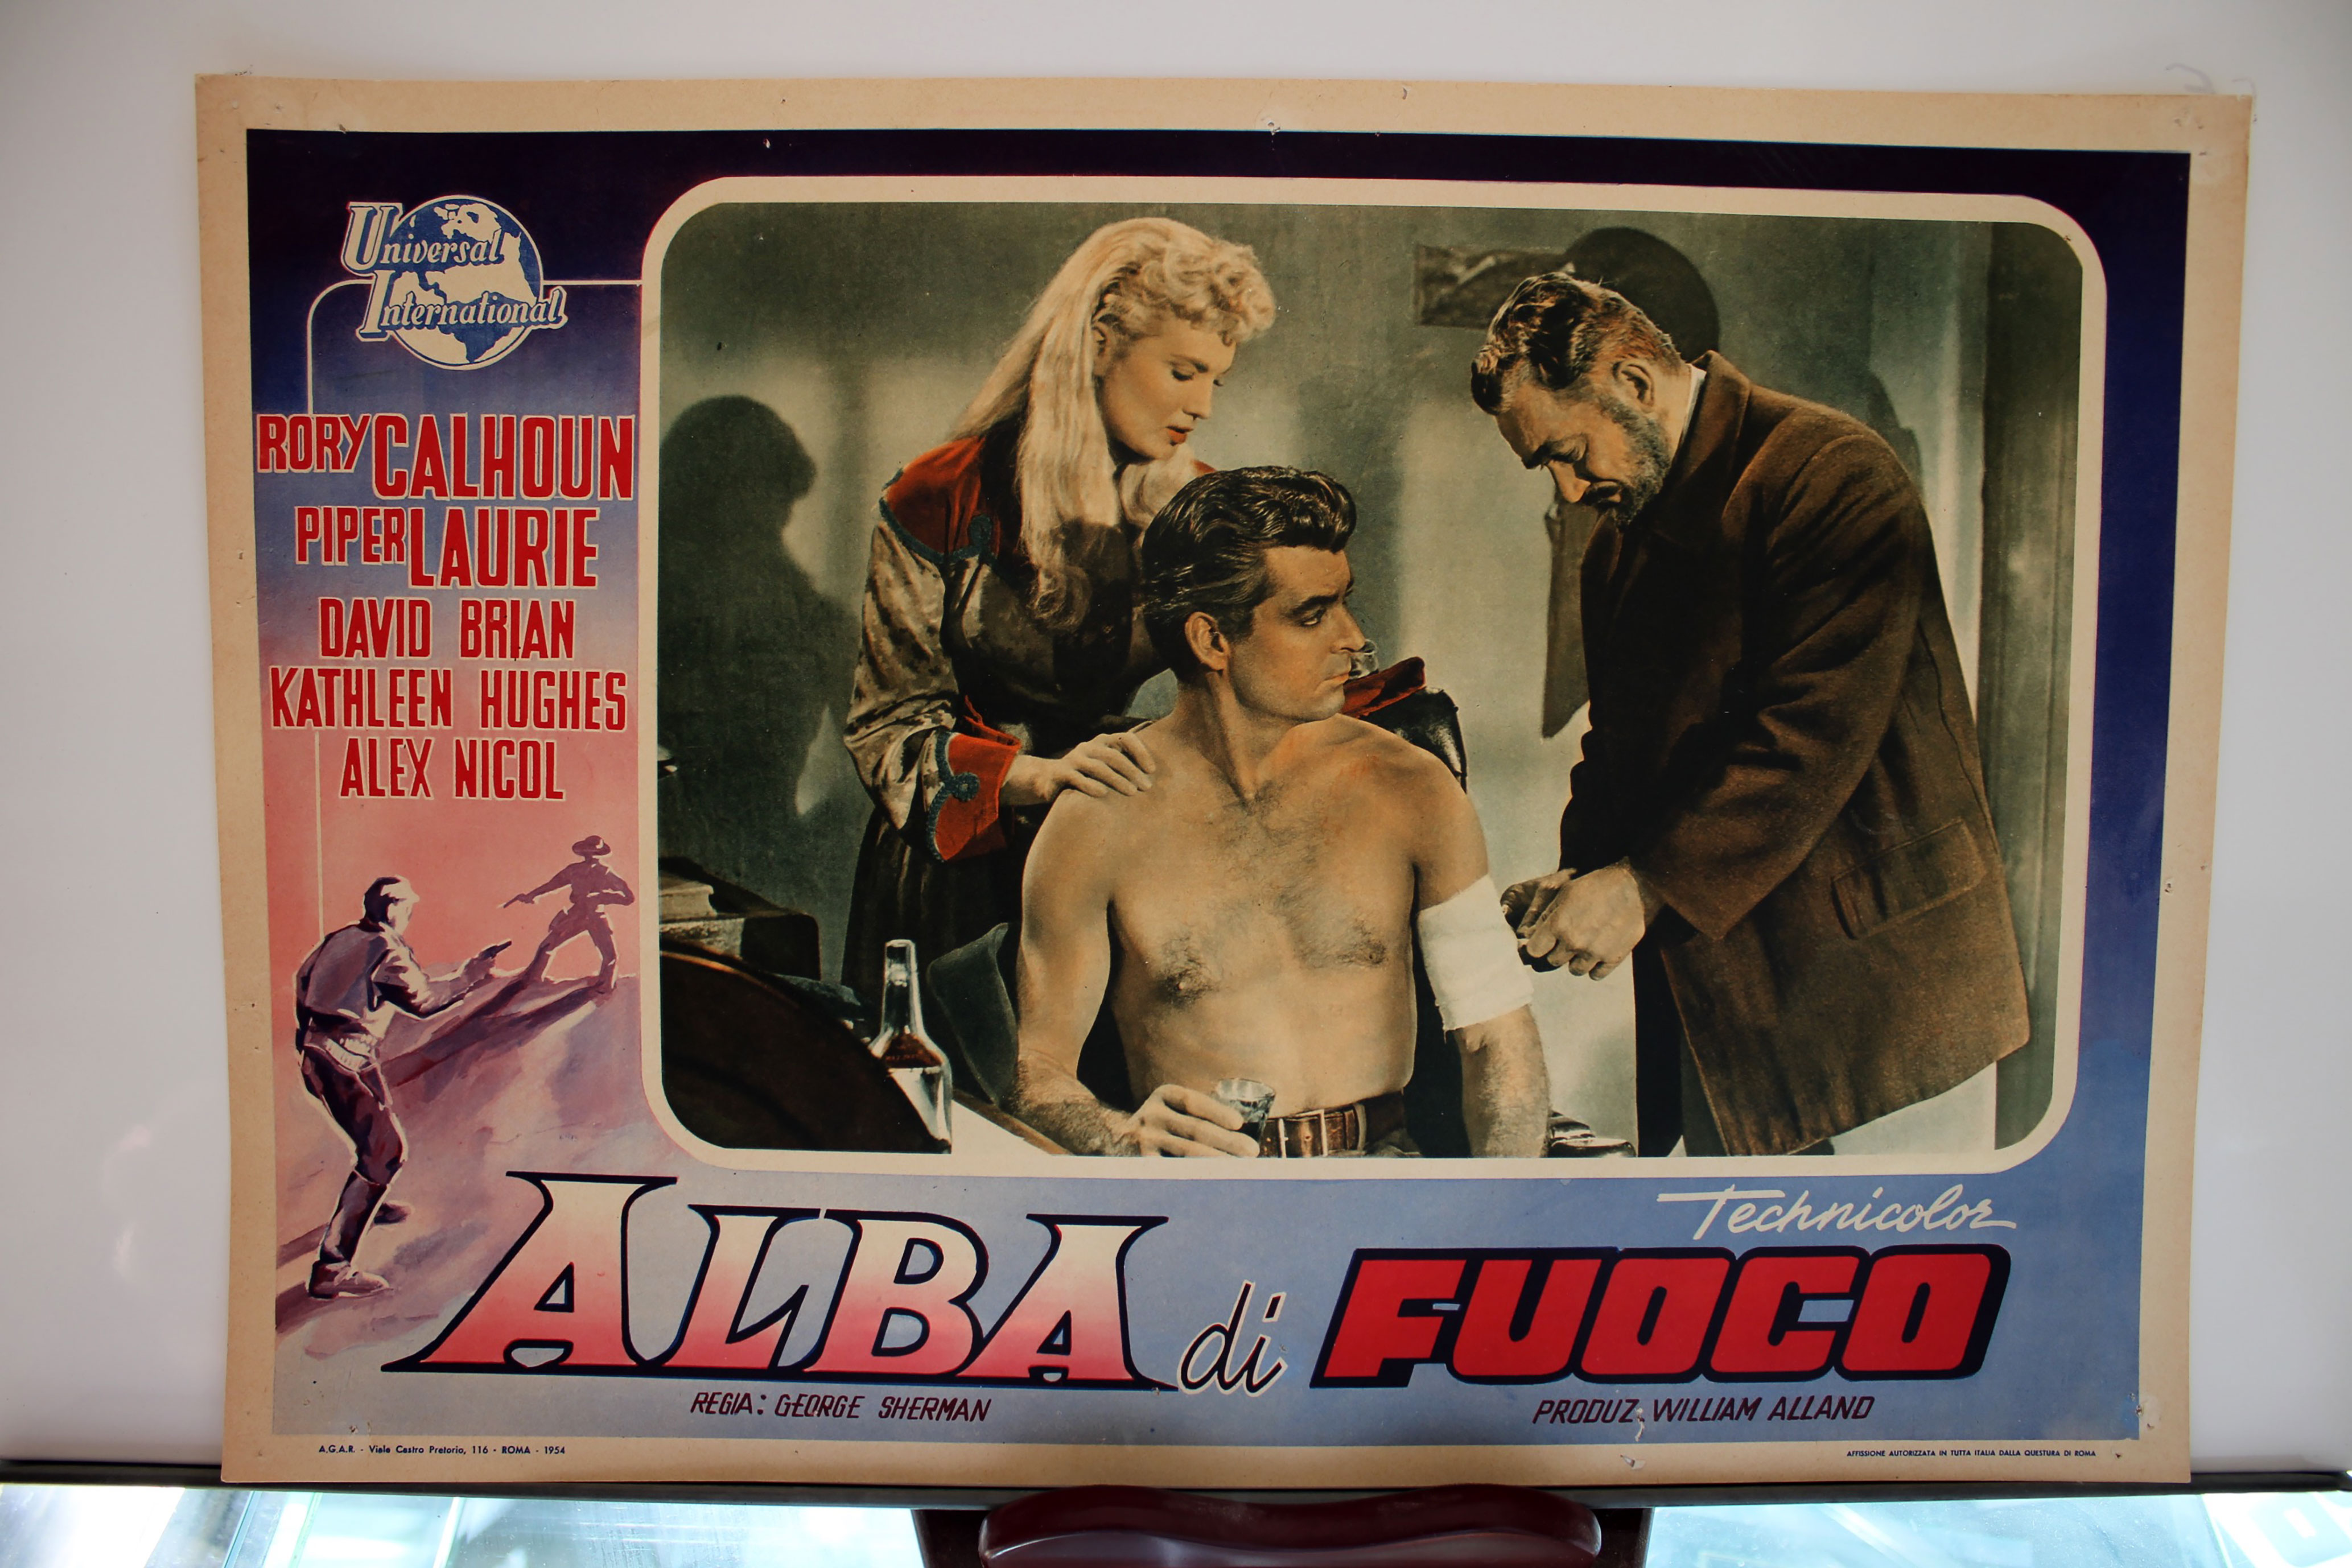 Universal
International
RORY CALHOUN
PIPER LAURIE
DAVID BRIAN
KATHLEEN HUGHES
ALEX NICOL
Technicolor
ALBA di FUOCO
REGIA: GEORGE SHERMAN
PRODUZ. WILLIAM ALLAND
A.G.A.R. - Viale Castro Pretorio, 116 - ROMA - 1954
AFFISSIONE AUTORIZZATA IN TUTTA ITALIA DALLA QUESTURA DI ROMA